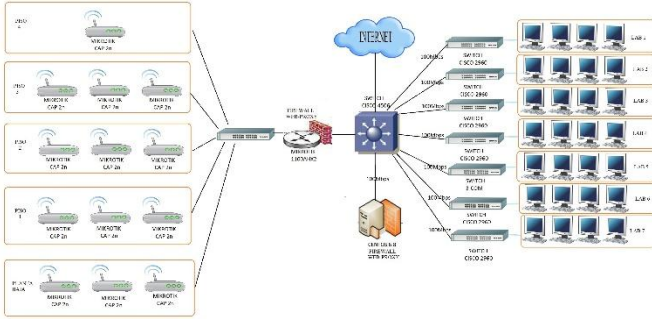 PISO
4
MIKROTIK
CAP 2n
PISO
3
MIKROTIK
CAP 2n
MIKROTIK
CAP 2n
MIKROTIK
CAP 2n
PISO
2
MIKROTIK
CAP 2n
MIKROTIK
CAP 2n
MIKROTIK
CAP 2n
PISO
MIKROTIK
CAP 2n
MIKROTIK
CAP 2n
MIKROTIK
CAP 2n
PLANTA
BAJA
MIKROTIK
CAP 2n
MIKROTIK
CAP 2n
MIKROTIK
CAP 2n
FIREWALL
MIKROTIK
INTERNET
SWITCH
CISCO 4506
100Mbps
FIREWALL
WEB PROXY
100Mbps
100Mbps
100Mbps
100Mbps
100Mbps
100Mbps
100Mbps
SWITCH
CISCO 2960
SWITCH
CISCO 2960
SWITCH
CISCO 2960
SWITCH
CISCO 2960
SWITCH
3 COM
SWITCH
CISCO 2960
SWITCH
CISCO 2960
LAB 1
LAB 2
LAB 3
LAB
LAB 5
LAB 6
LAB 7